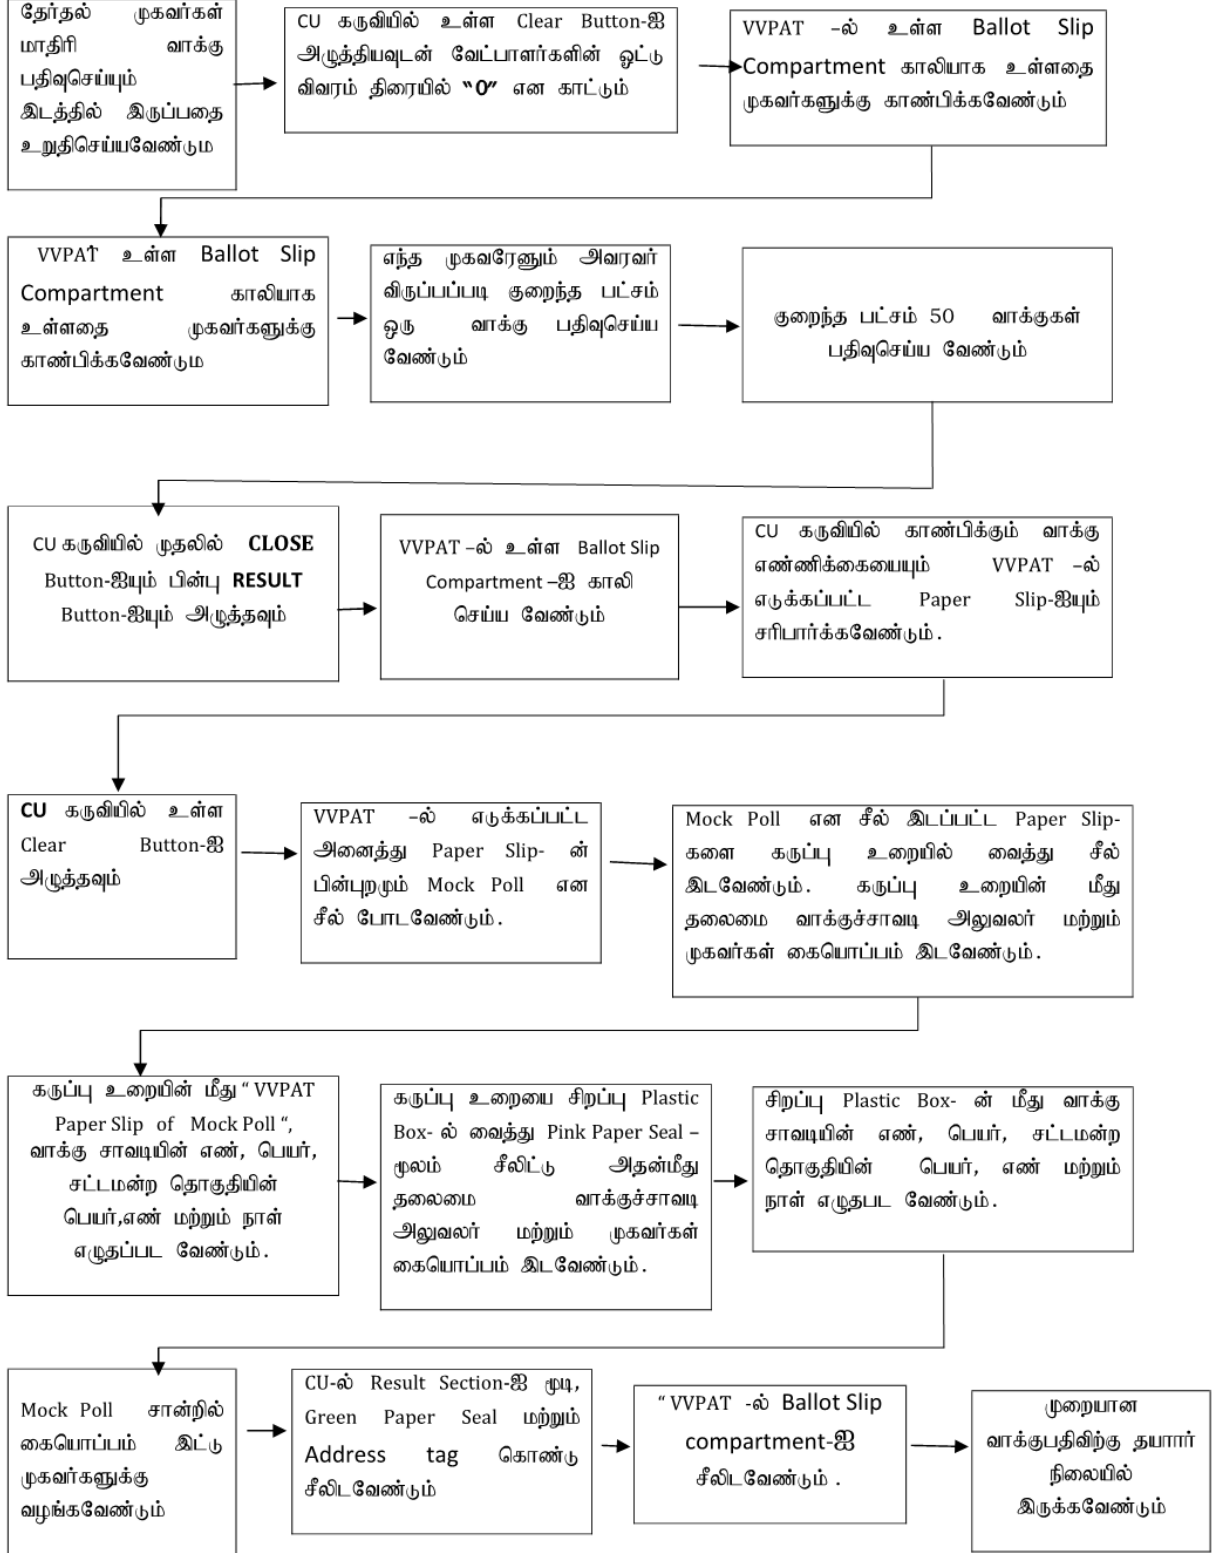 தேர்தல் முகவர்கள்
மாதிரி வாக்கு
பதிவுசெய்யும்
இடத்தில் இருப்பதை
உறுதிசெய்யவேண்டும
CU கருவியில் உள்ள Clear Button-ஐ
அழுத்தியவுடன் வேட்பாளர்களின் ஓட்டு
விவரம் திரையில் “0” என காட்டும்
VVPAT –ல் உள்ள Ballot Slip
Compartment காலியாக உள்ளதை
முகவர்களுக்கு காண்பிக்கவேண்டும்
VVPAT உள்ள Ballot Slip
Compartment காலியாக
உள்ளதை முகவர்களுக்கு
காண்பிக்கவேண்டும
எந்த முகவரேனும் அவரவர்
விருப்பப்படி குறைந்த பட்சம்
ஒரு வாக்கு பதிவுசெய்ய
வேண்டும்
குறைந்த பட்சம் 50 வாக்குகள்
பதிவுசெய்ய வேண்டும்
CU கருவியில் முதலில் CLOSE
Button-ஐயும் பின்பு RESULT
Button-ஐயும் அழுத்தவும்
VVPAT –ல் உள்ள Ballot Slip
Compartment –ஐ காலி
செய்ய வேண்டும்
CU கருவியில் காண்பிக்கும் வாக்கு
எண்ணிக்கையையும் VVPAT –ல்
எடுக்கப்பட்ட Paper Slip-ஐயும்
சரிபார்க்கவேண்டும்.
CU கருவியில் உள்ள
Clear Button-ஐ
அழுத்தவும்
VVPAT –ல் எடுக்கப்பட்ட
அனைத்து Paper Slip- ன்
பின்புறமும் Mock Poll என
சீல் போடவேண்டும்.
Mock Poll என சீல் இடப்பட்ட Paper Slip-
களை கருப்பு உறையில் வைத்து சீல்
இடவேண்டும். கருப்பு உறையின் மீது
தலைமை வாக்குச்சாவடி அலுவலர் மற்றும்
முகவர்கள் கையொப்பம் இடவேண்டும்.
கருப்பு உறையின் மீது “ VVPAT
Paper Slip of Mock Poll “,
வாக்கு சாவடியின் எண், பெயர்,
சட்டமன்ற தொகுதியின்
பெயர்,எண் மற்றும் நாள்
எழுதப்பட வேண்டும்.
கருப்பு உறையை சிறப்பு Plastic
Box- ல் வைத்து Pink Paper Seal –
மூலம் சீலிட்டு அதன்மீது
தலைமை வாக்குச்சாவடி
அலுவலர் மற்றும் முகவர்கள்
கையொப்பம் இடவேண்டும்.
சிறப்பு Plastic Box- ன் மீது வாக்கு
சாவடியின் எண், பெயர், சட்டமன்ற
தொகுதியின் பெயர், எண் மற்றும்
நாள் எழுதபட வேண்டும்.
Mock Poll சான்றில்
கையொப்பம் இட்டு
முகவர்களுக்கு
வழங்கவேண்டும்
CU-ல் Result Section-ஐ மூடி,
Green Paper Seal மற்றும்
Address tag கொண்டு
சீலிடவேண்டும்
“ VVPAT -ல் Ballot Slip
compartment-ஐ
சீலிடவேண்டும் .
முறையான
வாக்குபதிவிற்கு தயாார்
நிலையில்
இருக்கவேண்டும்